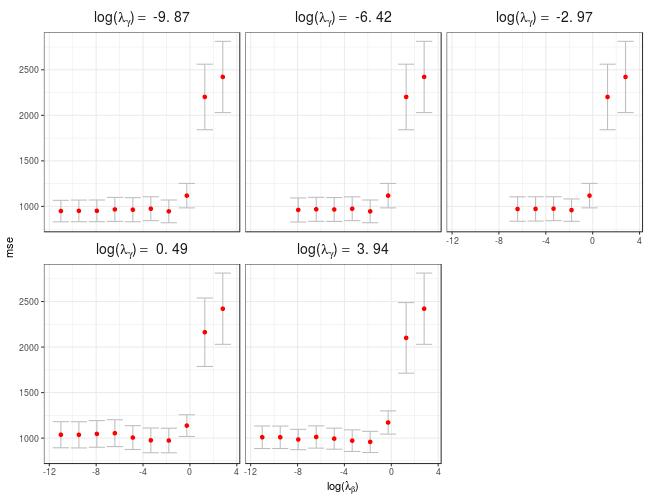 log(λγ) = -9. 87
log(λγ) = -6. 42
log(λγ) = -2. 97
2500
2000
1500
1000
-12 -8 -4 0 4
log(λγ) = 0. 49
log(λγ) = 3. 94
mse
2500
2000
1500
1000
-12 -8 -4 0 4
-12 -8 -4 0 4
log(λβ)